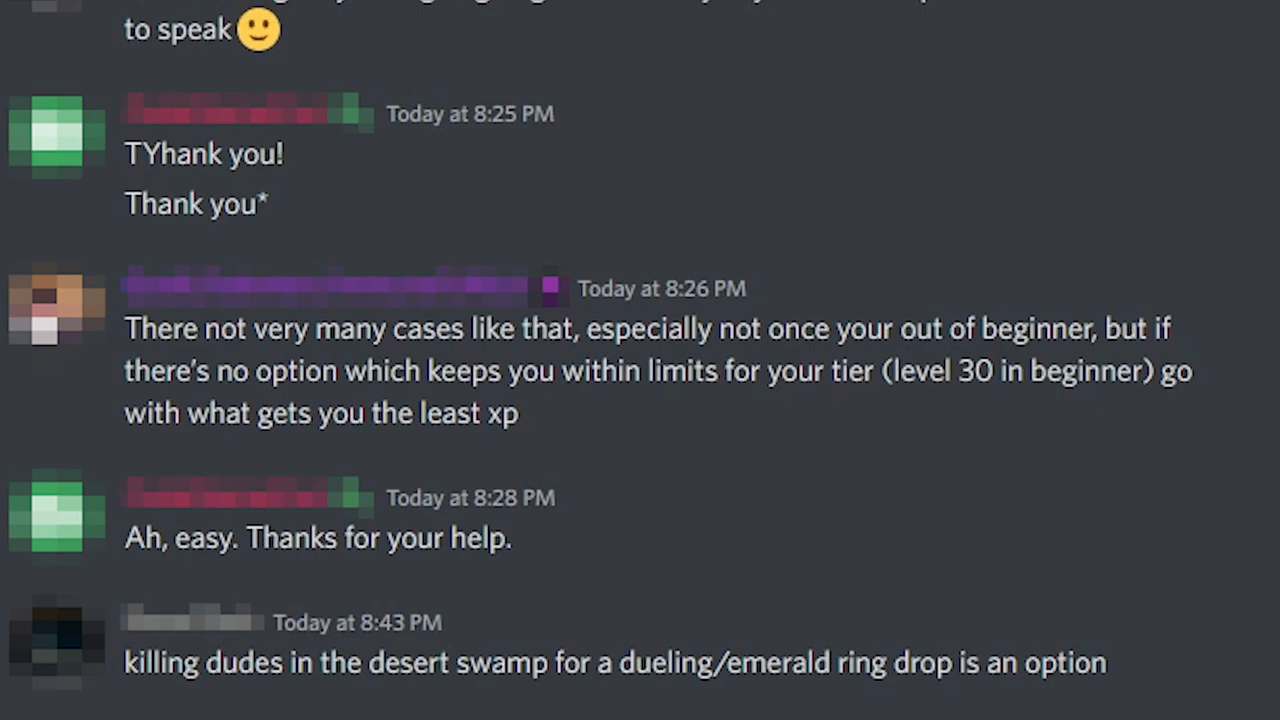 to speak
Today at 8:25 PM
TYhank you!
Thank you*
Today at 8:26 PM
There not very many cases like that, especially not once your out of beginner, but if
there's no option which keeps you within limits for your tier (level 30 in beginner) go
with what gets you the least xp
Today at 8:28 PM
Ah, easy. Thanks for your help.
Today at 8:43 PM
killing dudes in the desert swamp for a dueling/emerald ring drop is an option